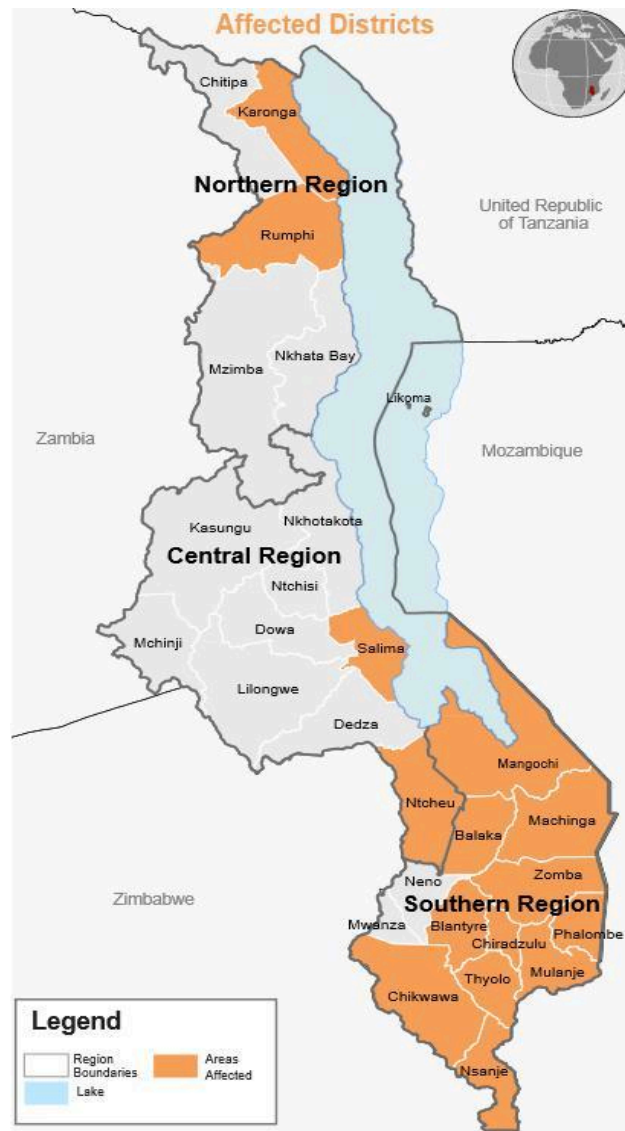 Affected Districts
Chitipa
Karonga
Northern Region
United Republic
of Tanzania
Rumphi
Nkhata Bay
Mzimba
Likoma
Zambia
Mozambique
Kasungu
Nkhotakota
Central Region
Ntchisi
Dowa
Mchinji
Salima
Lilongwe
Dedza
Mangochi
Ntcheu
Machinga
Balaka
Neno
Zomba
Zimbabwe
Southern Region
Mwanza
Blantyre
Phalombe
Chiradzulu
Mulanje
Thyolo
Chikwawa
Nsanje
Legend
Region
Boundaries
Areas
Affected
Lake